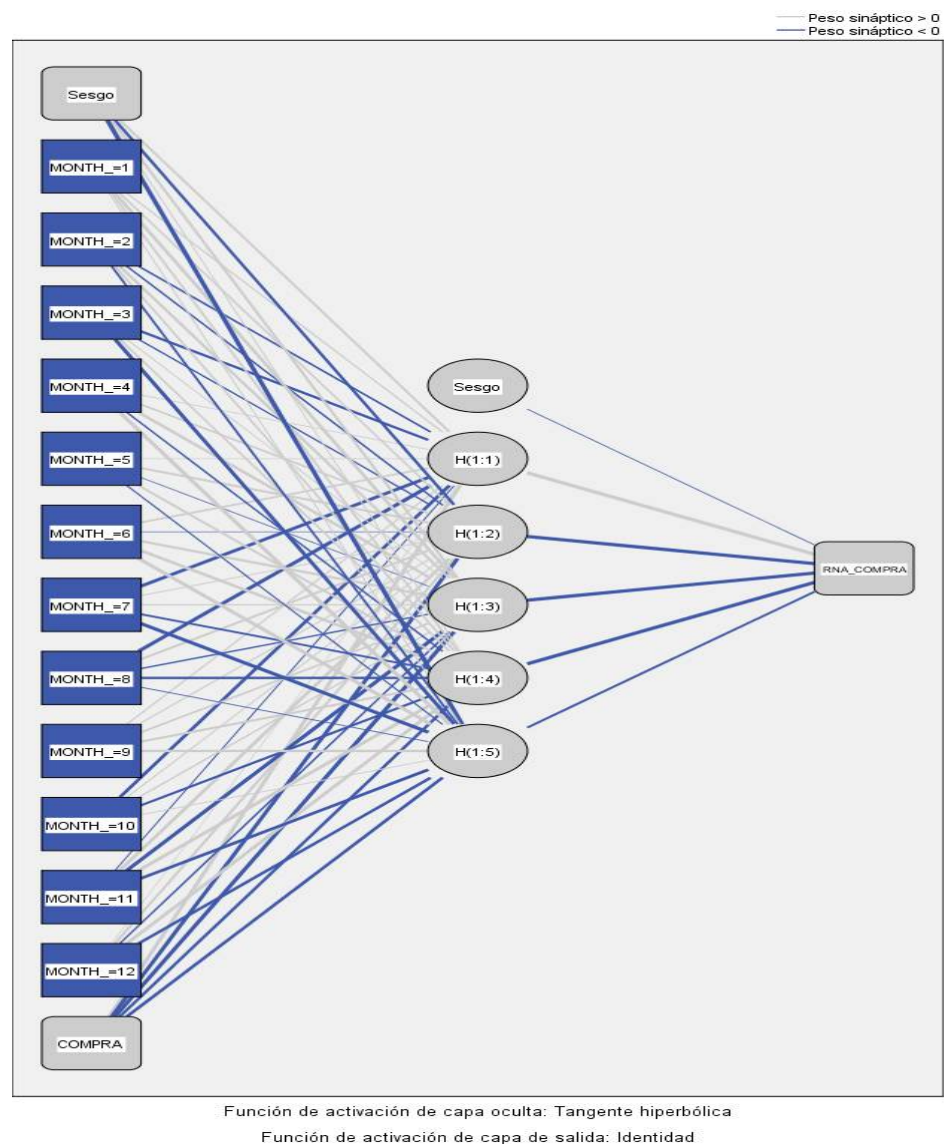 Peso sináptico > 0
Peso sináptico < 0
Sesgo
MONTH_=1
MONTH_=2
MONTH_=3
MONTH_=4
MONTH_=5
MONTH_=6
MONTH_=7
MONTH_=8
MONTH_=9
MONTH_=10
MONTH_=11
MONTH_=12
COMPRA
Sesgo
H(1:1)
H(1:2)
H(1:3)
H(1:4)
H(1:5)
RNA_COMPRA
Función de activación de capa oculta: Tangente hiperbólica
Función de activación de capa de salida: Identidad